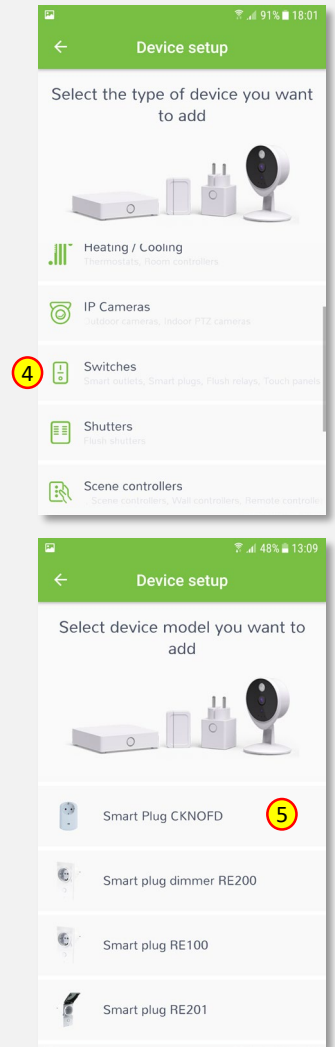 91% 18:01
Device setup
Select the type of device you want
to add
Heating / Cooling
Thermostats, Room controllers
IP Cameras
Outdoor cameras, Indoor PTZ cameras
4
Switches
Smart outlets, Smart plugs, Flush relays, Touch panels
Shutters
Flush shutters
Scene controllers
Scene controllers, Wall controllers, Remote controlle
48% 13:09
Device setup
Select device model you want to
add
Smart Plug CKNOFD
5
Smart plug dimmer RE200
Smart plug RE100
Smart plug RE201